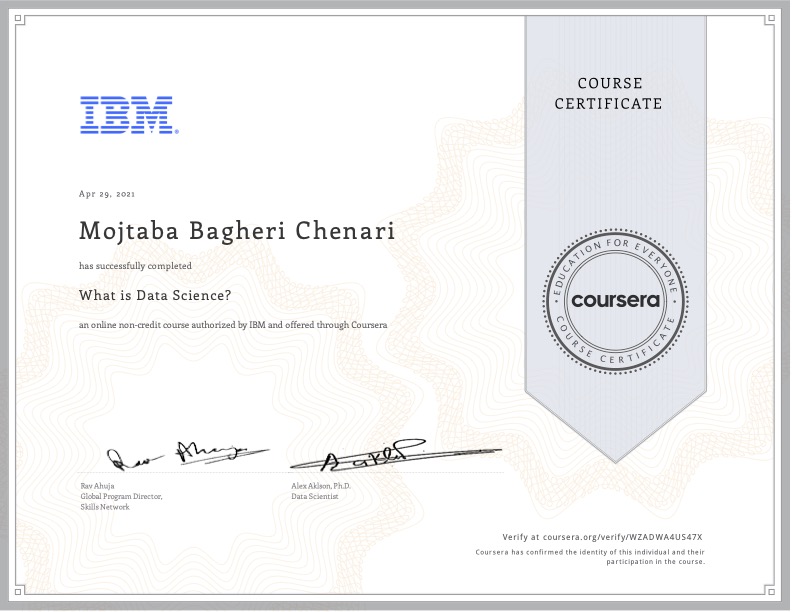 IBM®
COURSE
CERTIFICATE
Apr 29, 2021
Mojtaba Bagheri Chenari
has successfully completed
What is Data Science?
an online non-credit course authorized by IBM and offered through Coursera
EDUCATION FOR EVERYONE
coursera
COURSE CERTIFICATE
Rav Ahuja
Global Program Director,
Skills Network
Alex Aklson, Ph.D.
Data Scientist
Verify at coursera.org/verify/WZADWA4US47X
Coursera has confirmed the identity of this individual and their
participation in the course.